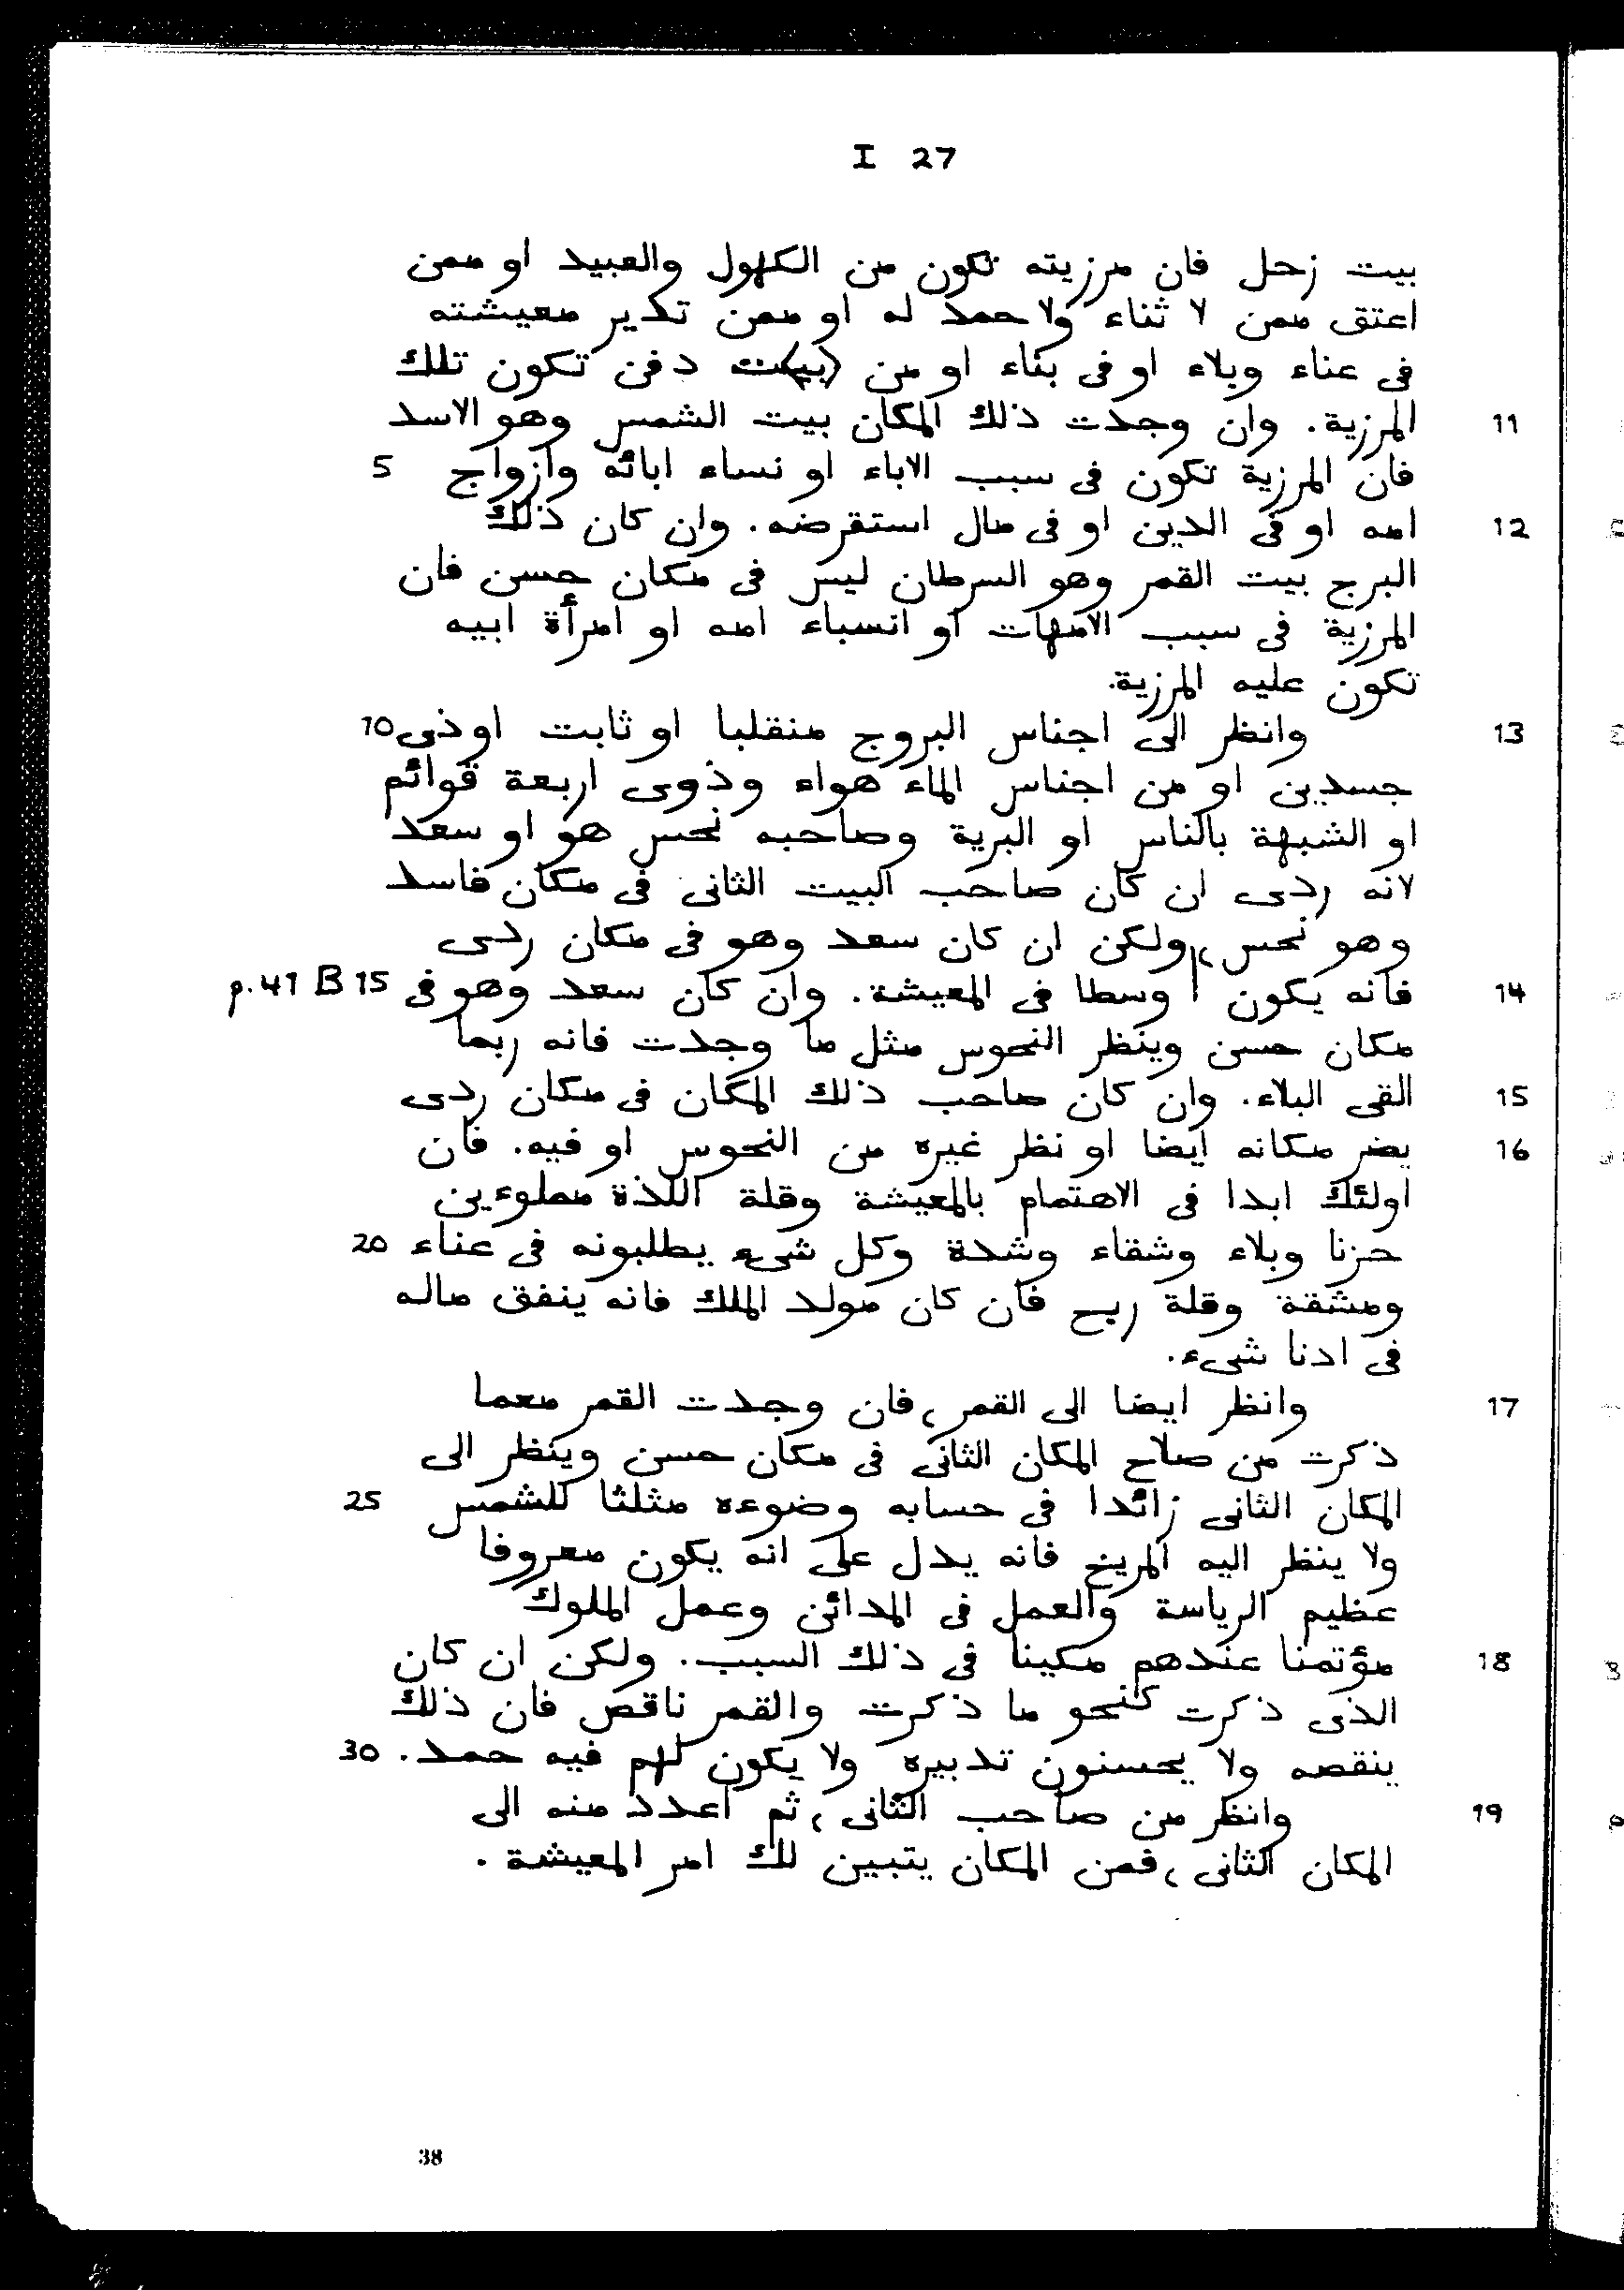 I 27
بيت زحل فان مرزيته تكون من الكهول والعبيد او ممن
اعتق ممن لا ثناء ولا حمد له او ممن تكدير معيشته
فى عناء وبلاء او فى بناء او من ⟨بي⟩ت دفن تكون تلك
11 المرزية. وان وجدت ذلك المكان بيت الشمس وهو الاسد
فان المرزية تكون فى سبب الاباء او نساء ابائه وازواج 5
12 امه او فى الدين او فى مال استقرضه. وان كان ذلك
البرج بيت القمر وهو السرطان ليس فى مكان حسن فان
المرزية فى سبب الامهات او انسباء امه او امرأة ابيه
تكون عليه المرزية.
13 وانظر الى اجناس البروج منقلبا او ثابت او ذى 10
جسدين او من اجناس الماء هواء وذوى اربعة قوائم
او الشبهة بالناس او البرية وصاحبه نحس هو او سعد
لانه ردى ان كان صاحب البيت الثانى فى مكان فاسد
وهو نحس، ولكن ان كان سعد وهو فى مكان ردى
14 فانه يكون | وسطا فى المعيشة. وان كان سعد وهو فى 15 p.41 B
مكان حسن وينظر النحوس مثل ما وجدت فانه ربما
15 القى البلاء. وان كان صاحب ذلك المكان فى مكان ردى
16 يضر مكانه ايضا او نظر غيره من النحوس او فيه. فان
اولئك ابدا فى الاهتمام بالمعيشة وقلة اللذة مملوءين
حزنا وبلاء وشقاء وشدة وكل شىء يطلبونه فى عناء 20
ومشقة وقلة ربح فان كان مولد الملك فانه ينفق ماله
فى ادنا شىء.
17 وانظر ايضا الى القمر، فان وجدت القمر معما
ذكرت من صلاح المكان الثانى فى مكان حسن وينظر الى
المكان الثانى زائدا فى حسابه وضوءه مثلثا للشمس 25
ولا ينظر اليه المريخ فانه يدل على انه يكون معروفا
عظيم الرياسة والعمل فى المدائن وعمل الملوك
18 مؤتمنا عندهم مكينا فى ذلك السبب. ولكن ان كان
الذى ذكرت كنحو ما ذكرت والقمر ناقص فان ذلك
ينقصه ولا يحسنون تدبيره ولا يكون لهم فيه حمد. 30
19 وانظر من صاحب الثانى، ثم اعدد منه الى
المكان الثانى، فمن المكان يتبين لك امر المعيشة.
38